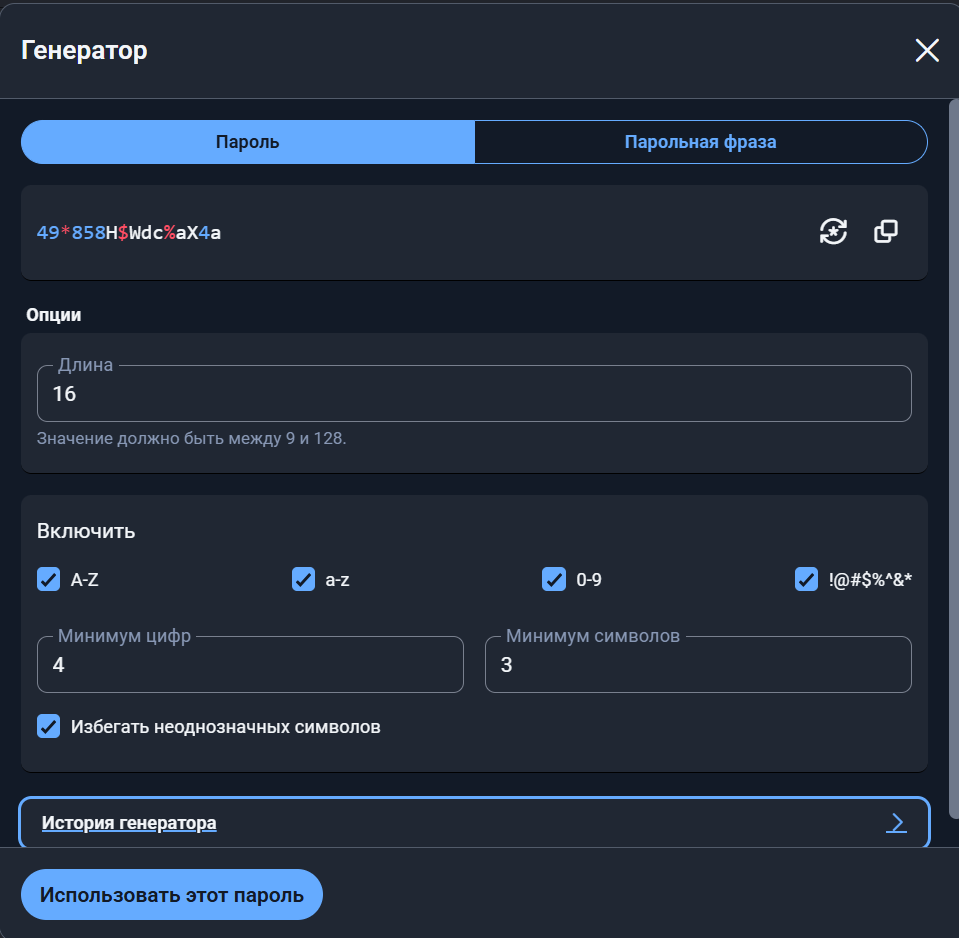 Генератор
Пароль
Парольная фраза
49*858H$Wdc%aX4a
Опции
Длина
16
Значение должно быть между 9 и 128.
Включить
A-Z
a-z
0-9
!@#$%^&*
Минимум цифр
4
Минимум символов
3
Избегать неоднозначных символов
История генератора
Использовать этот пароль